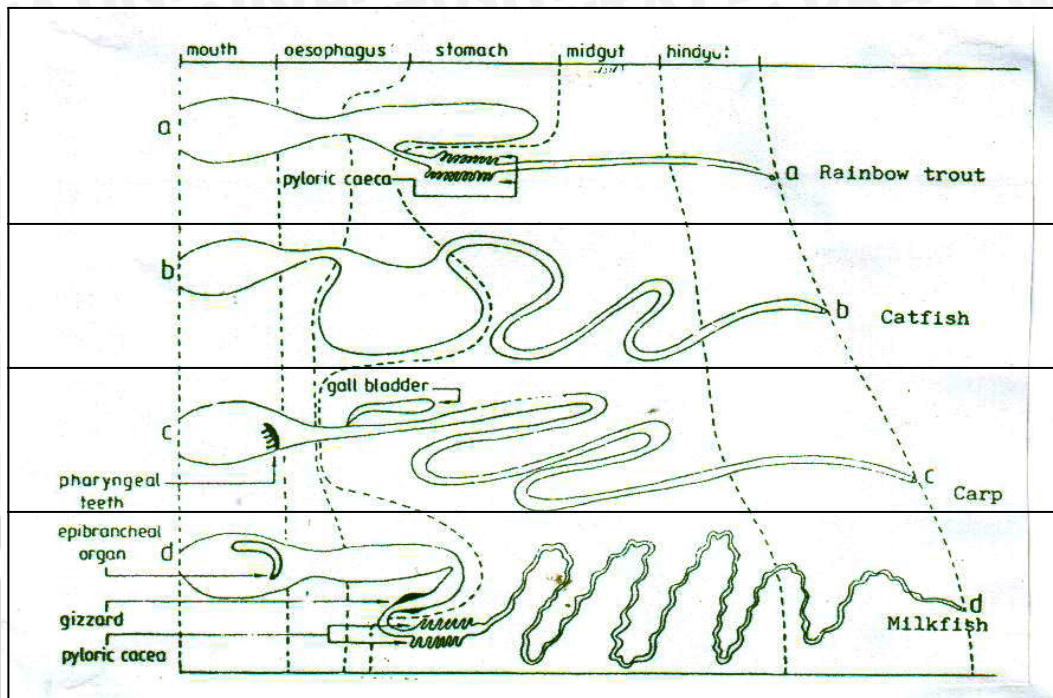 mouth oesophagus stomach midgut hindgut
a
pyloric caeca
a Rainbow trout
b
b Catfish
gall bladder
c
pharyngeal
teeth
c Carp
epibrancheal
organ
d
gizzard
pyloric cacea
d
Milkfish